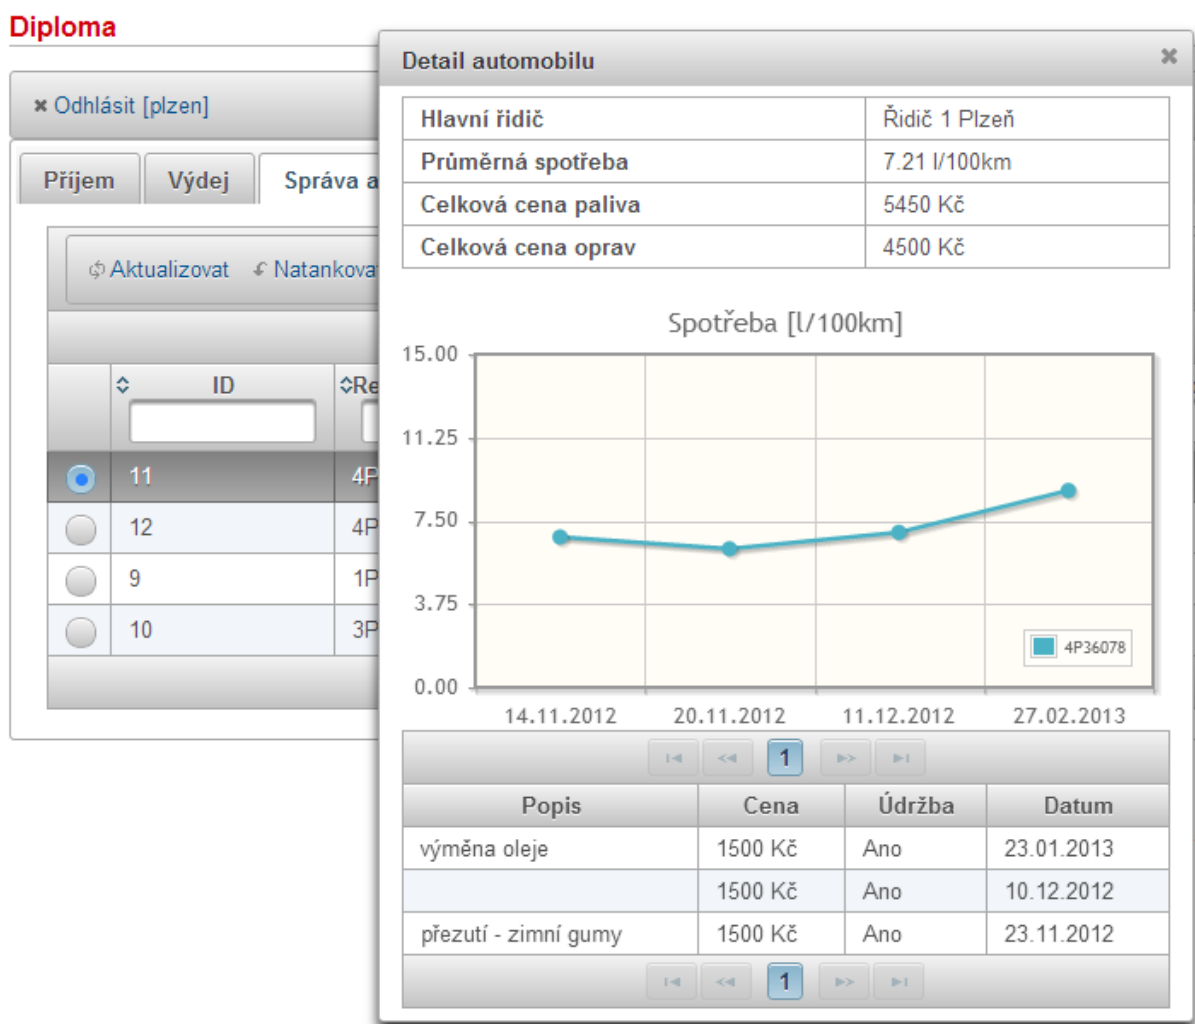 Diploma
Odhlásit [plzen]
Příjem Výdej Správa a
Aktualizovat Natankova
ID Re
11 4P
12 4P
9 1P
10 3P
Detail automobilu
Hlavní řidič Řidič 1 Plzeň
Průměrná spotřeba 7.21 l/100km
Celková cena paliva 5450 Kč
Celková cena oprav 4500 Kč
Spotřeba [l/100km]
15.00
11.25
7.50
3.75
0.00
4P36078
14.11.2012 20.11.2012 11.12.2012 27.02.2013
1
Popis Cena Údržba Datum
výměna oleje 1500 Kč Ano 23.01.2013
1500 Kč Ano 10.12.2012
přezutí - zimní gumy 1500 Kč Ano 23.11.2012
1